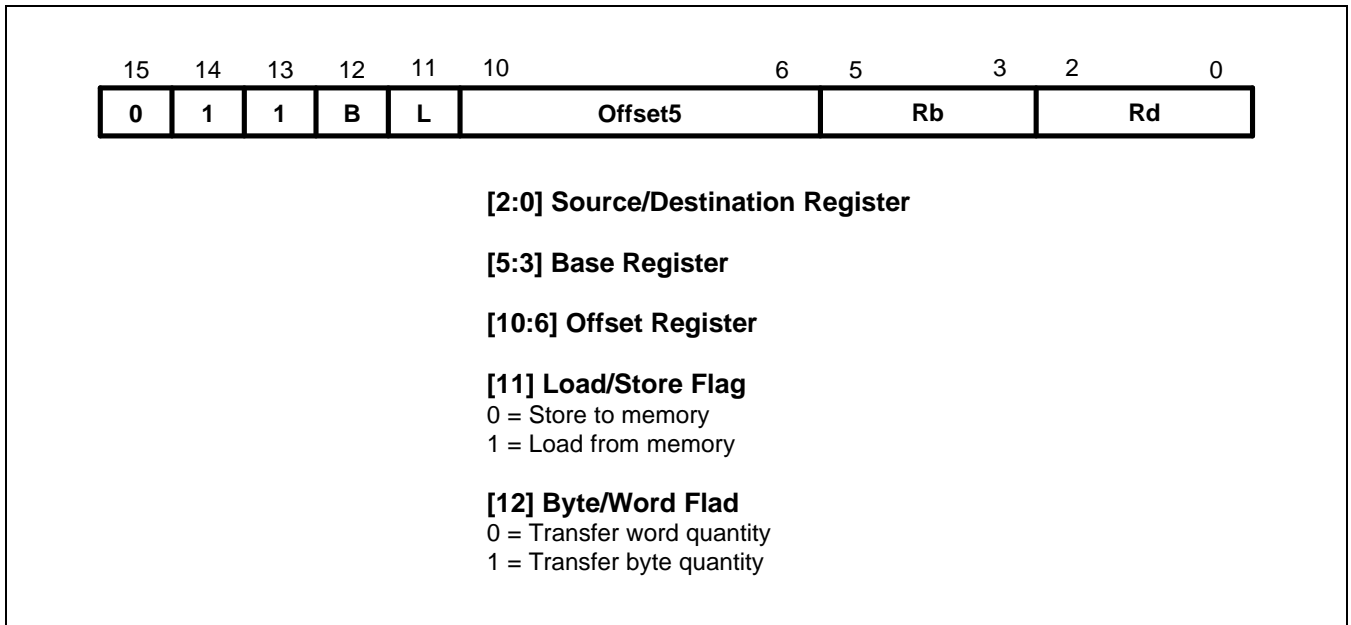 15 14 13 12 11 10 6 5 3 2 0
0 1 1 B L Offset5 Rb Rd
[2:0] Source/Destination Register
[5:3] Base Register
[10:6] Offset Register
[11] Load/Store Flag
0 = Store to memory
1 = Load from memory
[12] Byte/Word Flad
0 = Transfer word quantity
1 = Transfer byte quantity